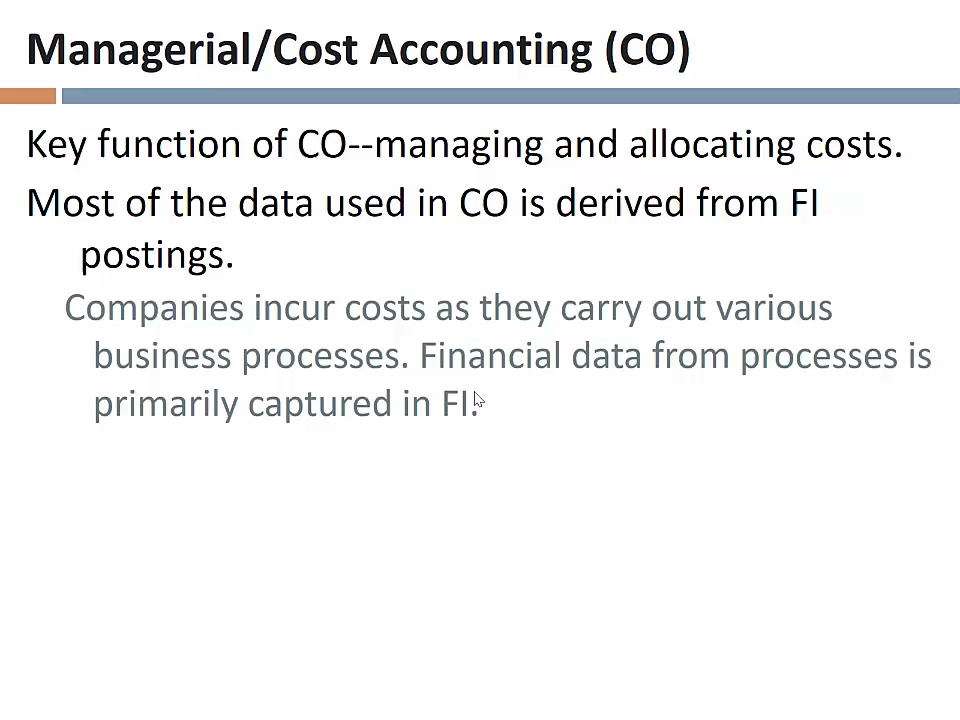 Managerial/Cost Accounting (CO)
Key function of CO--managing and allocating costs.
Most of the data used in CO is derived from FI
postings.
Companies incur costs as they carry out various
business processes. Financial data from processes is
primarily captured in FI.